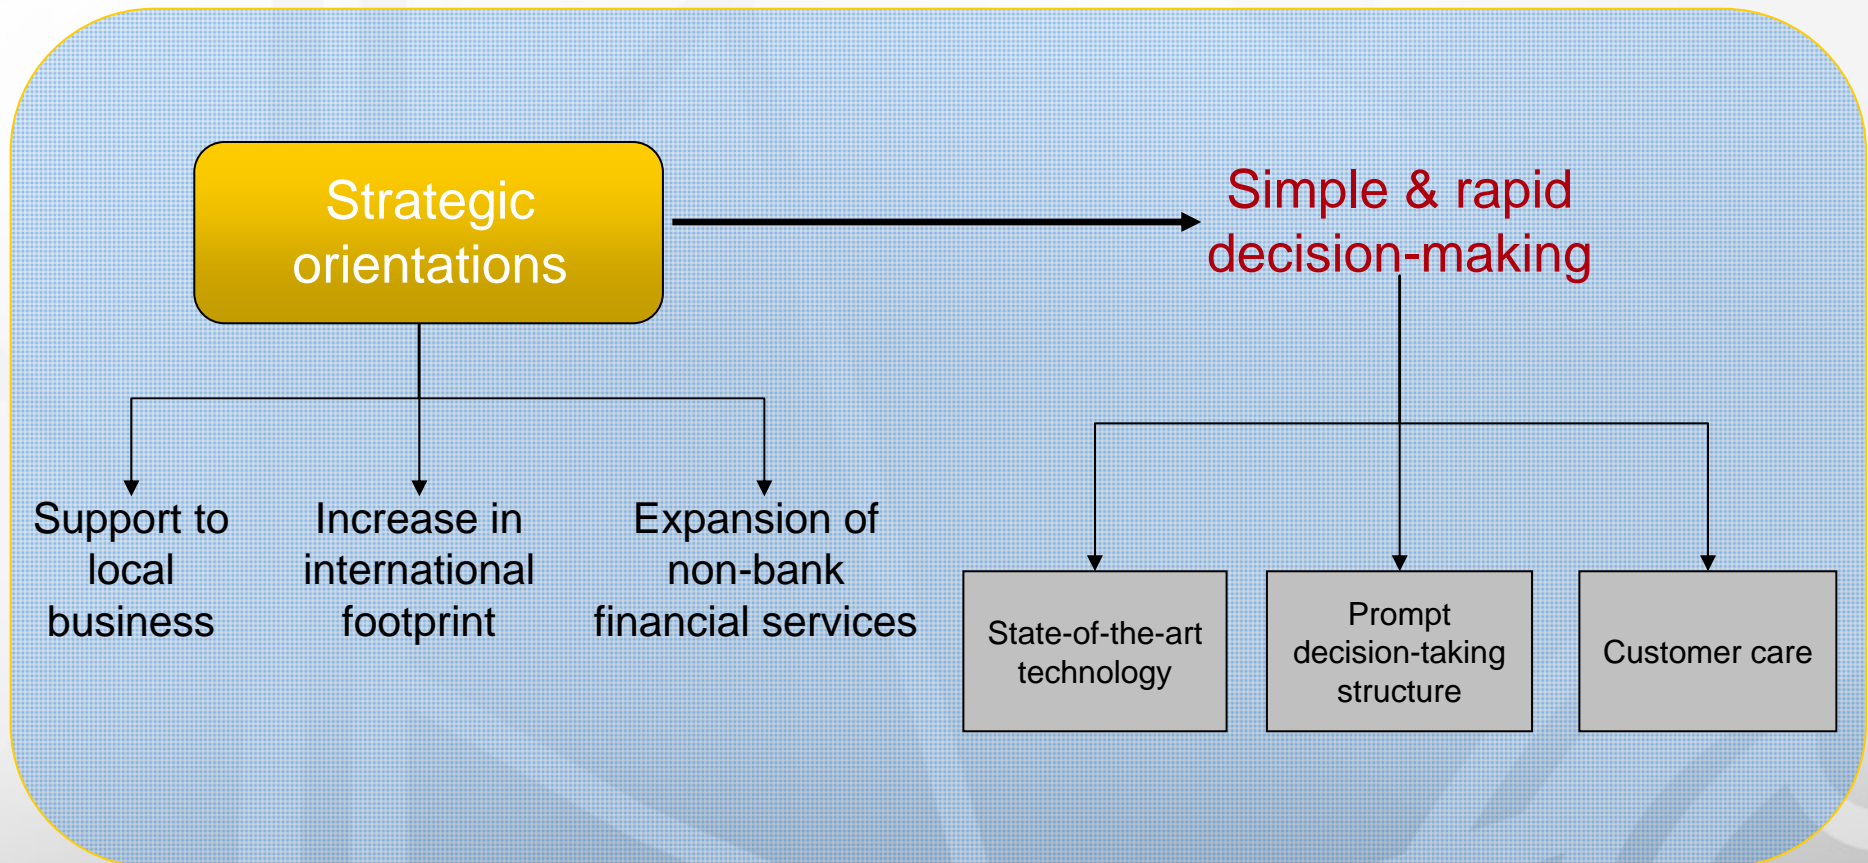 Strategic
orientations
Simple & rapid
decision-making
Support to
local
business
Increase in
international
footprint
Expansion of
non-bank
financial services
State-of-the-art
technology
Prompt
decision-taking
structure
Customer care